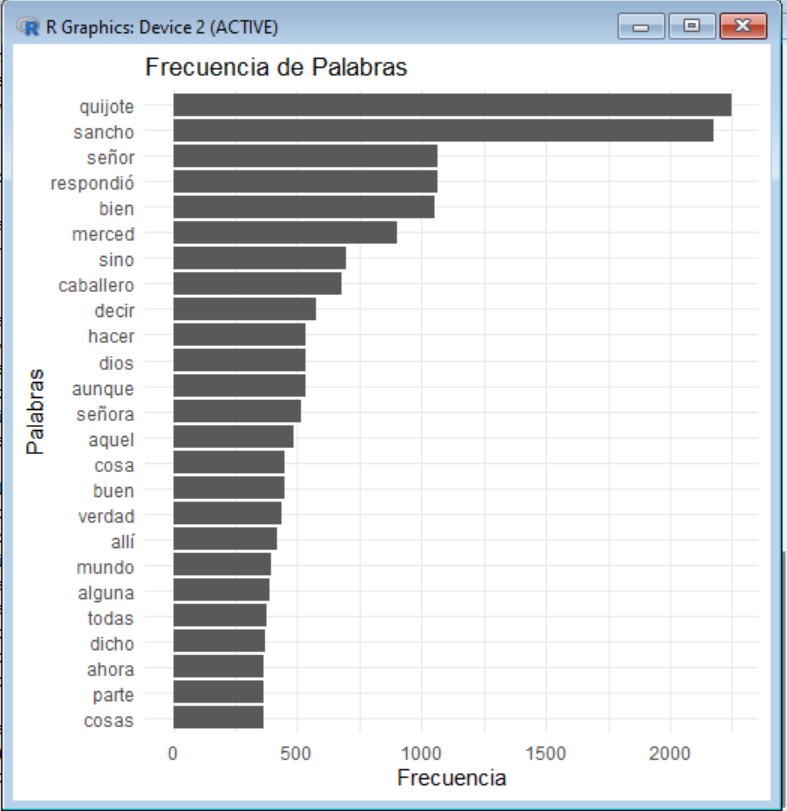 R Graphics: Device 2 (ACTIVE)
Frecuencia de Palabras
quijote
sancho
señor
respondió
bien
merced
sino
caballero
decir
hacer
dios
aunque
señora
aquel
cosa
buen
verdad
allí
mundo
alguna
todas
dicho
ahora
parte
cosas
Palabras
0 500 1000 1500 2000
Frecuencia